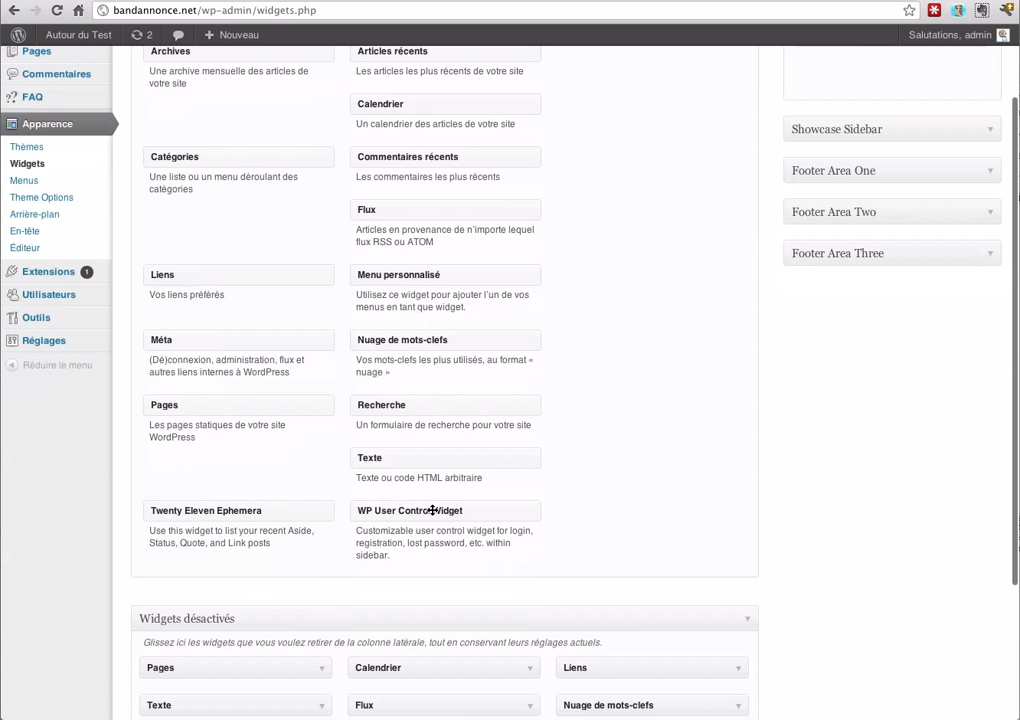 bandannonce.net/wp-admin/widgets.php
Autour du Test
2
Nouveau
Salutations, admin
Pages
Commentaires
FAQ
Apparence
Thèmes
Widgets
Menus
Theme Options
Arrière-plan
En-tête
Éditeur
Extensions 1
Utilisateurs
Outils
Réglages
Réduire le menu
Archives
Une archive mensuelle des articles de
votre site
Articles récents
Les articles les plus récents de votre site
Calendrier
Un calendrier des articles de votre site
Catégories
Une liste ou un menu déroulant des
catégories
Commentaires récents
Les commentaires les plus récents
Flux
Articles en provenance de n'importe lequel
flux RSS ou ATOM
Liens
Vos liens préférés
Menu personnalisé
Utilisez ce widget pour ajouter l'un de vos
menus en tant que widget.
Méta
(Dé)connexion, administration, flux et
autres liens internes à WordPress
Nuage de mots-clefs
Vos mots-clefs les plus utilisés, au format «
nuage »
Pages
Les pages statiques de votre site
WordPress
Recherche
Un formulaire de recherche pour votre site
Texte
Texte ou code HTML arbitraire
Twenty Eleven Ephemera
Use this widget to list your recent Aside,
Status, Quote, and Link posts
WP User Control Widget
Customizable user control widget for login,
registration, lost password, etc. within
sidebar.
Showcase Sidebar
Footer Area One
Footer Area Two
Footer Area Three
Widgets désactivés
Glissez ici les widgets que vous voulez retirer de la colonne latérale, tout en conservant leurs réglages actuels.
Pages
Calendrier
Liens
Texte
Flux
Nuage de mots-clefs